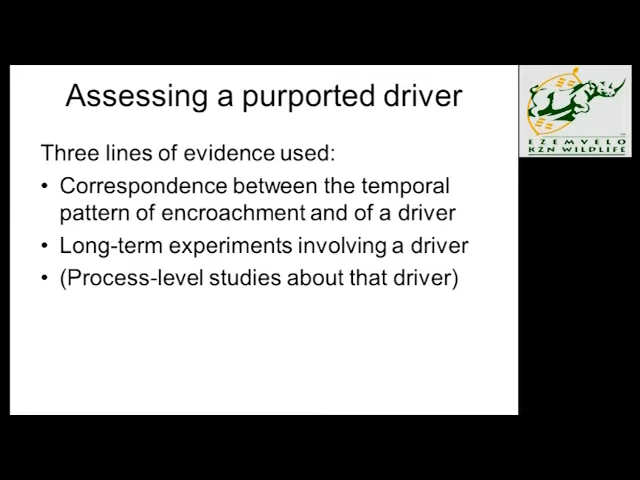 Assessing a purported driver
Three lines of evidence used:
• Correspondence between the temporal
pattern of encroachment and of a driver
• Long-term experiments involving a driver
• (Process-level studies about that driver)
EZEMVELO
KZN WILDLIFE